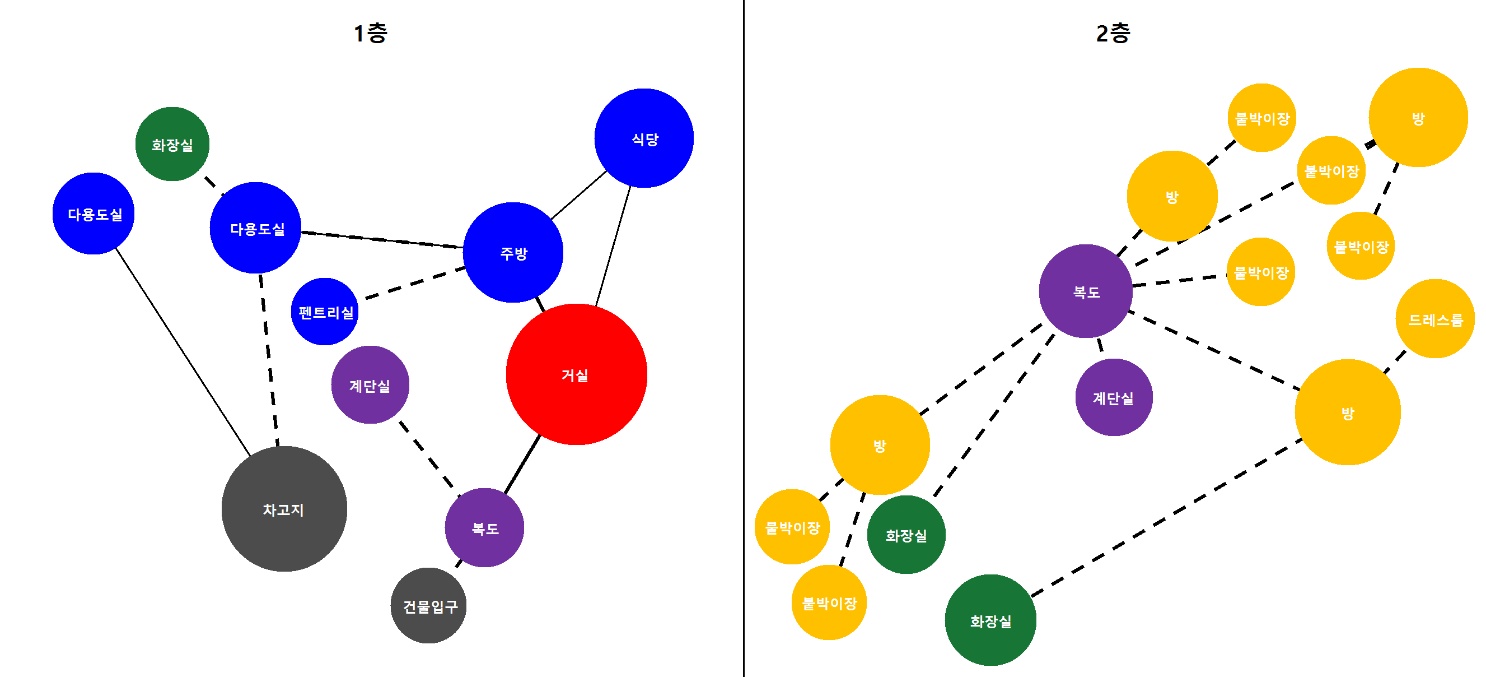 1층
화장실
식당
다용도실
다용도실
주방
펜트리실
계단실
거실
차고지
복도
건물입구
2층
붙박이장
방
붙박이장
방
붙박이장
붙박이장
복도
드레스룸
계단실
방
방
붙박이장
화장실
붙박이장
화장실